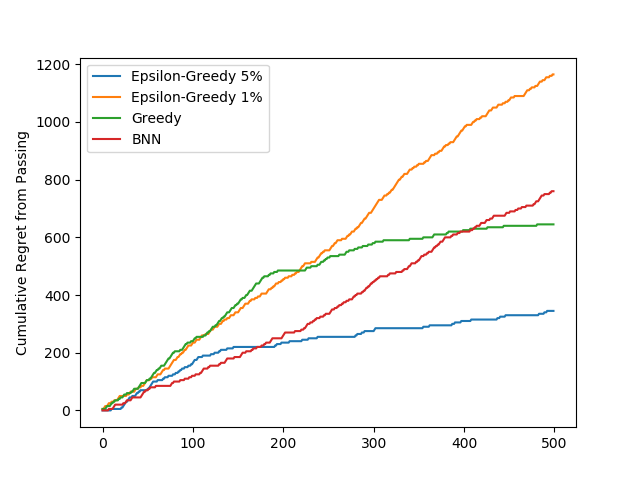 1200
1000
800
600
400
200
0
Cumulative Regret from Passing
Epsilon-Greedy 5%
Epsilon-Greedy 1%
Greedy
BNN
0 100 200 300 400 500